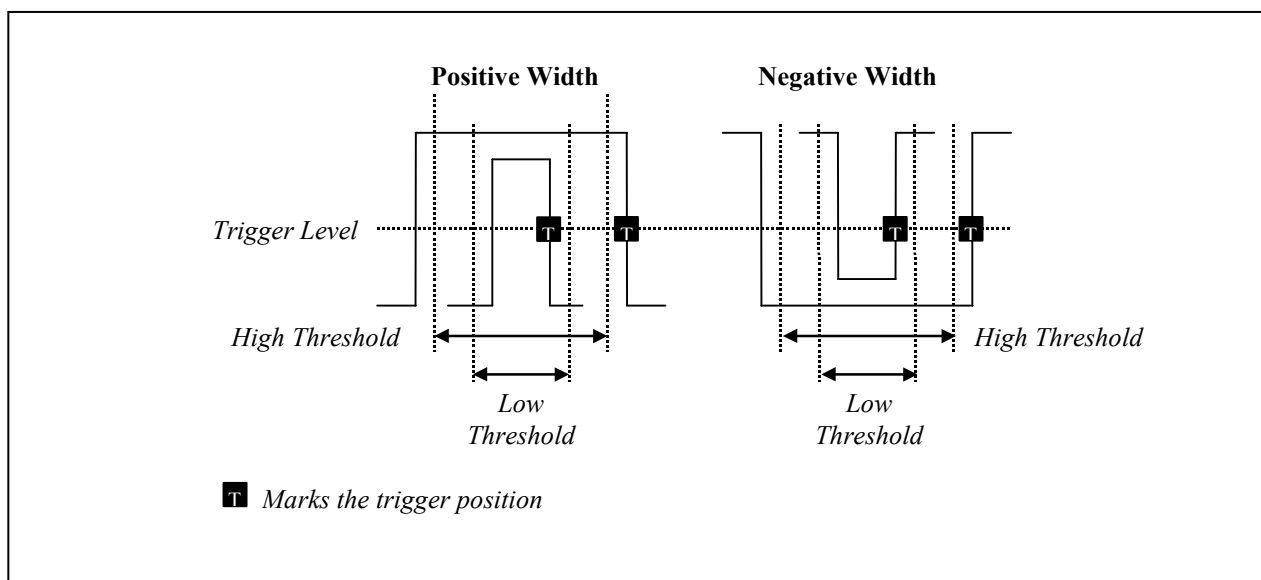 Positive Width
Negative Width
T
T
T
T
Trigger Level
High Threshold
High Threshold
Low
Threshold
Low
Threshold
T Marks the trigger position